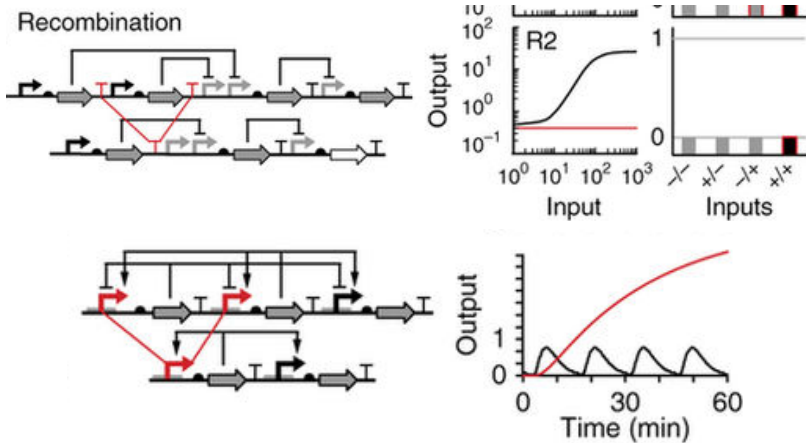 Recombination
10²
10¹
10⁰
10⁻¹
R2
Output
10⁰ 10¹ 10² 10³
Input
0
1
0
−/− +/− −/+ +/+
Inputs
Output
1
0
0 30 60
Time (min)